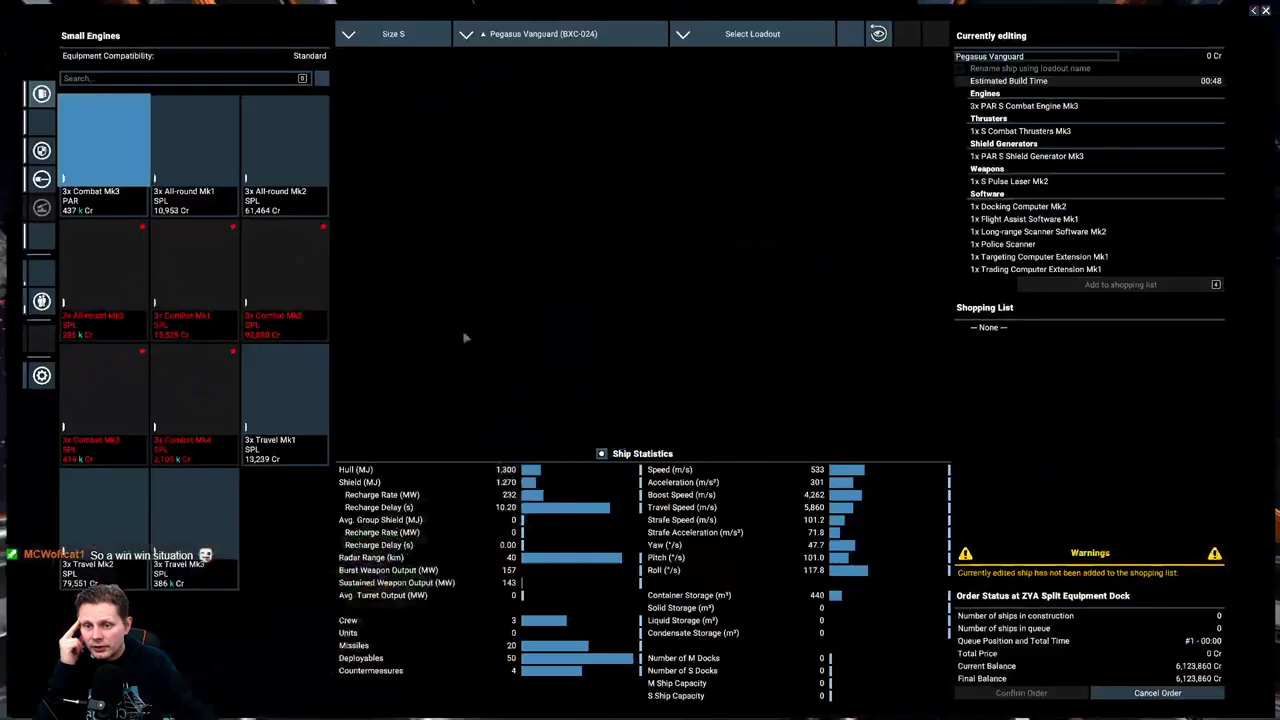 Small Engines
Equipment Compatibility: Standard
Search...
3x Combat Mk3
PAR
437 k Cr
3x All-round Mk1
SPL
10,953 Cr
3x All-round Mk2
SPL
61,464 Cr
SPL
3x Combat Mk1
SPL
3x Combat Mk2
SPL
SPL
3x Combat Mk4
SPL
3x Travel Mk1
SPL
13,239 Cr
MCWolfcat1 So a win win situation
3x Travel Mk2
SPL
79,551 Cr
3x Travel Mk3
SPL
386 k Cr
Size S
Pegasus Vanguard (BXC-024)
Select Loadout
Ship Statistics
Hull (MJ) 1,300
Shield (MJ) 1,270
Recharge Rate (MW) 232
Recharge Delay (s) 10.20
Avg. Group Shield (MJ) 0
Recharge Rate (MW) 0
Recharge Delay (s) 0.00
Radar Range (km) 40
Burst Weapon Output (MW) 157
Sustained Weapon Output (MW) 143
Avg. Turret Output (MW) 0
Crew 3
Units 0
Missiles 20
Deployables 50
Countermeasures 4
Speed (m/s) 533
Acceleration (m/s²) 301
Boost Speed (m/s) 4,262
Travel Speed (m/s) 5,860
Strafe Speed (m/s) 101.2
Strafe Acceleration (m/s²) 71.8
Yaw (°/s) 47.7
Pitch (°/s) 101.0
Roll (°/s) 117.8
Container Storage (m³) 440
Solid Storage (m³) 0
Liquid Storage (m³) 0
Condensate Storage (m³) 0
Number of M Docks 0
Number of S Docks 0
M Ship Capacity 0
S Ship Capacity 0
Currently editing
Pegasus Vanguard 0 Cr
Rename ship using loadout name
Estimated Build Time 00:48
Engines
3x PAR S Combat Engine Mk3
Thrusters
1x S Combat Thrusters Mk3
Shield Generators
1x PAR S Shield Generator Mk3
Weapons
1x S Pulse Laser Mk2
Software
1x Docking Computer Mk2
1x Flight Assist Software Mk1
1x Long-range Scanner Software Mk2
1x Police Scanner
1x Targeting Computer Extension Mk1
1x Trading Computer Extension Mk1
Add to shopping list
Shopping List
— None —
Warnings
Currently edited ship has not been added to the shopping list.
Order Status at ZYA Split Equipment Dock
Number of ships in construction 0
Number of ships in queue 0
Queue Position and Total Time #1 - 00:00
Total Price 0 Cr
Current Balance 6,123,860 Cr
Final Balance 6,123,860 Cr
Confirm Order
Cancel Order